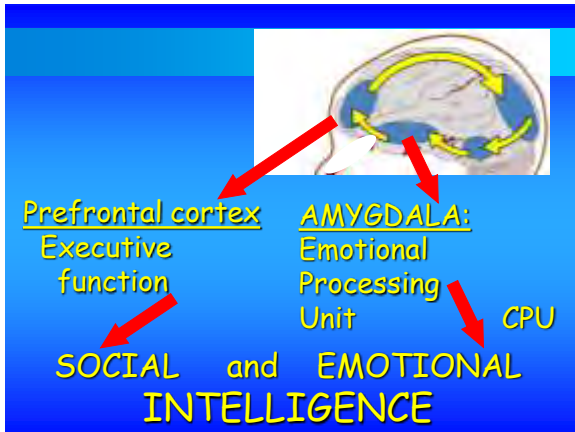 Prefrontal cortex
Executive
function
AMYGDALA:
Emotional
Processing
Unit CPU
SOCIAL and EMOTIONAL
INTELLIGENCE